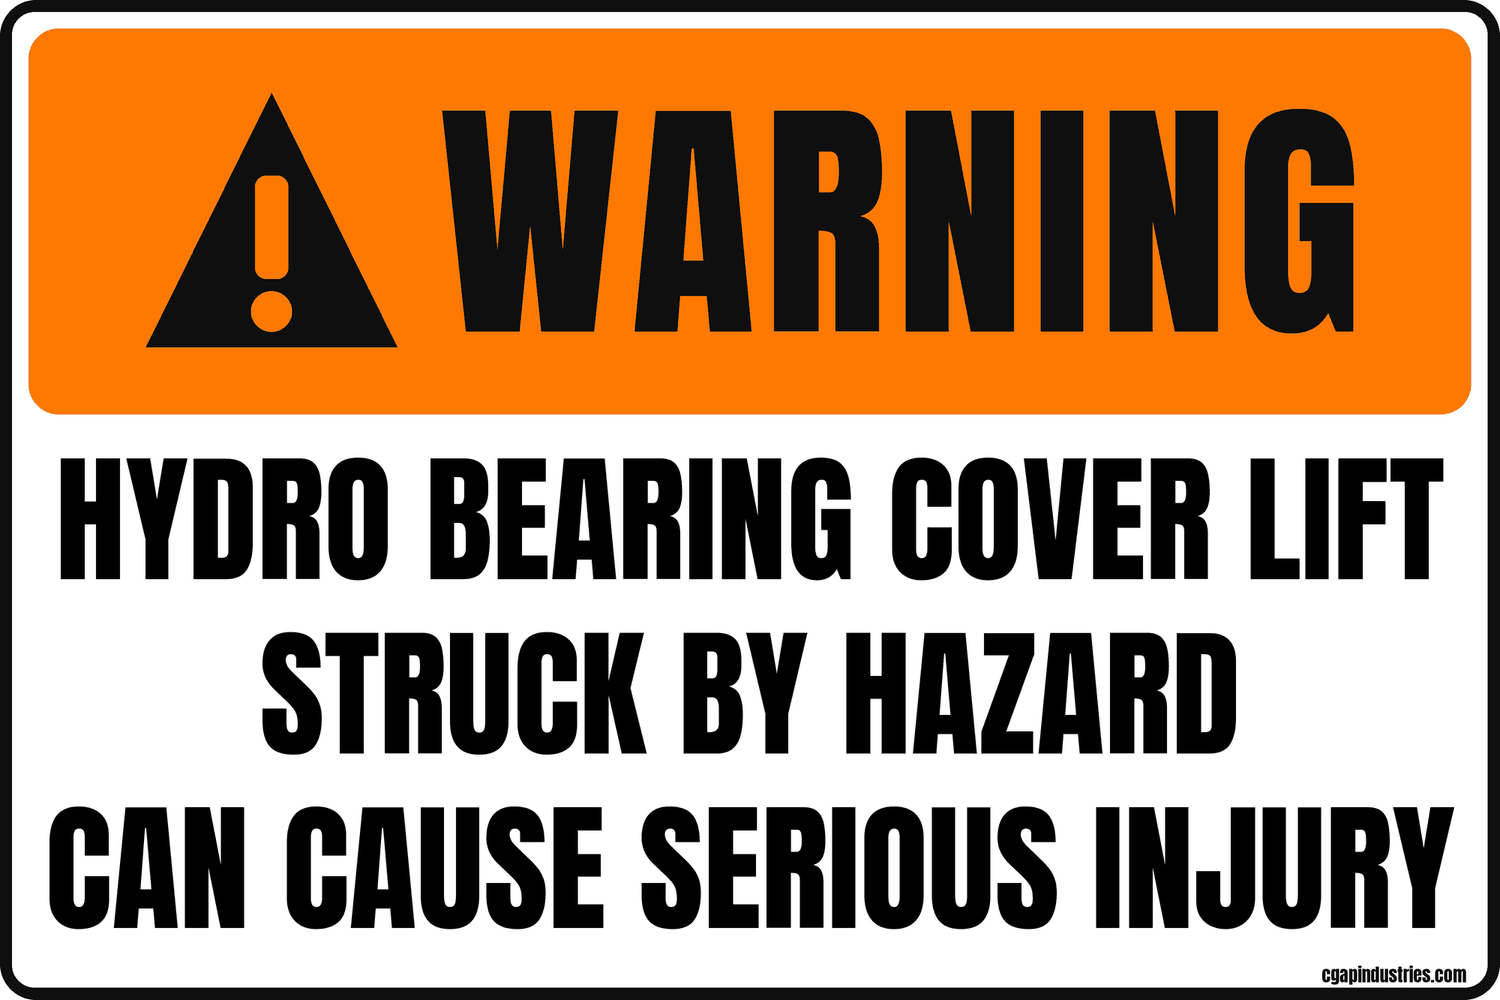 WARNING
HYDRO BEARING COVER LIFT
STRUCK BY HAZARD
CAN CAUSE SERIOUS INJURY
cgapindustries.com